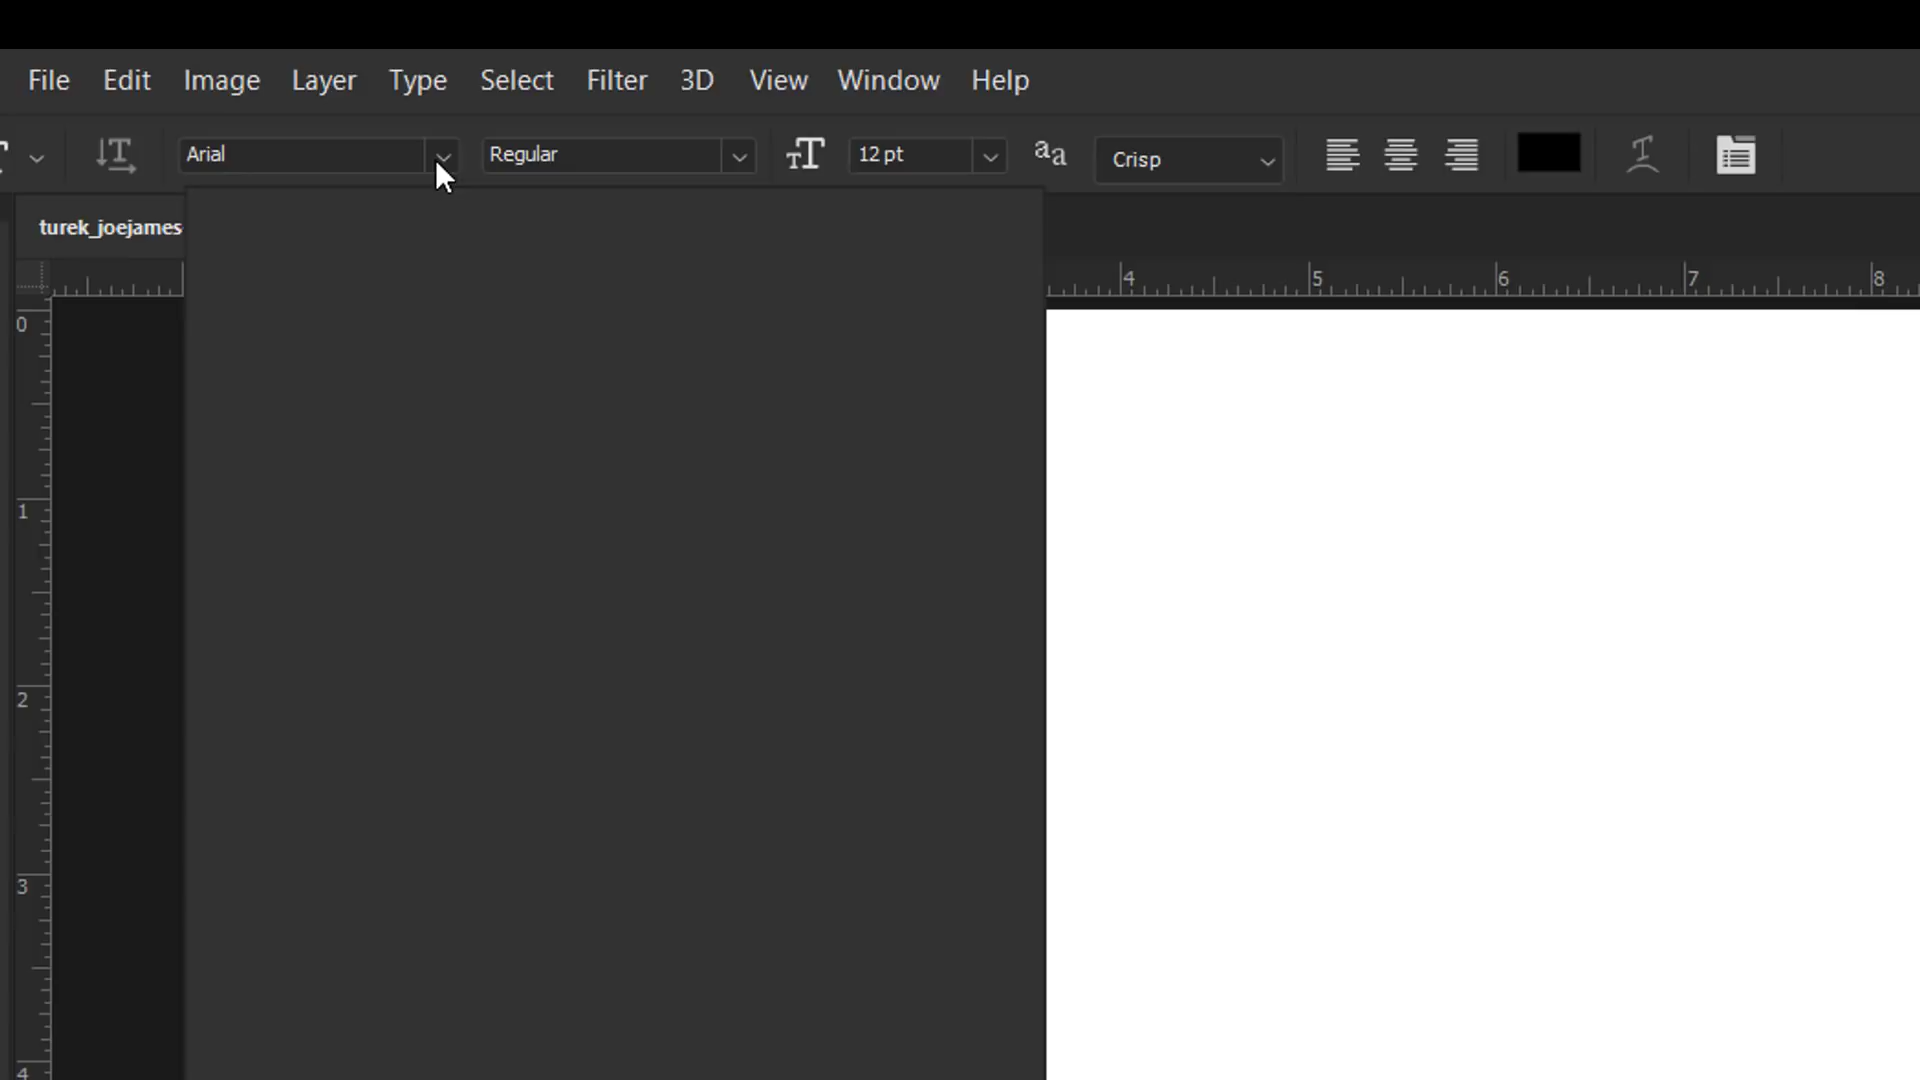 File Edit Image Layer Type Select Filter 3D View Window Help
Arial Regular 12 pt Crisp
turek_joejames
4 5 6 7 8
0
1
2
3
4